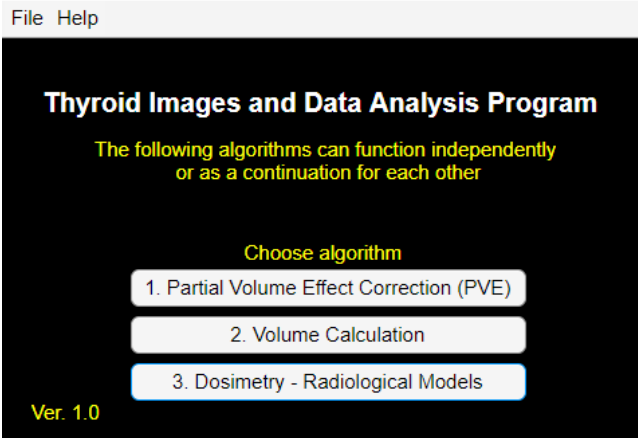 File Help
Thyroid Images and Data Analysis Program
The following algorithms can function independently
or as a continuation for each other
Choose algorithm
1. Partial Volume Effect Correction (PVE)
2. Volume Calculation
3. Dosimetry - Radiological Models
Ver. 1.0